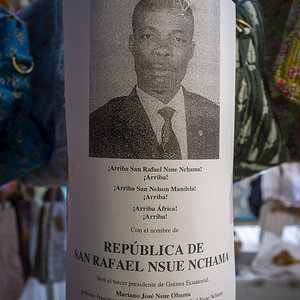 ¡Arriba San Rafael Nsue Nchama!
¡Arriba!
¡Arriba San Nelson Mandela!
¡Arriba!
¡Arriba África!
¡Arriba!
Con el nombre de
REPÚBLICA DE
SAN RAFAEL NSUE NCHAMA
Será el tercer presidente de Guinea Ecuatorial.
Mariano José Nsue Obama